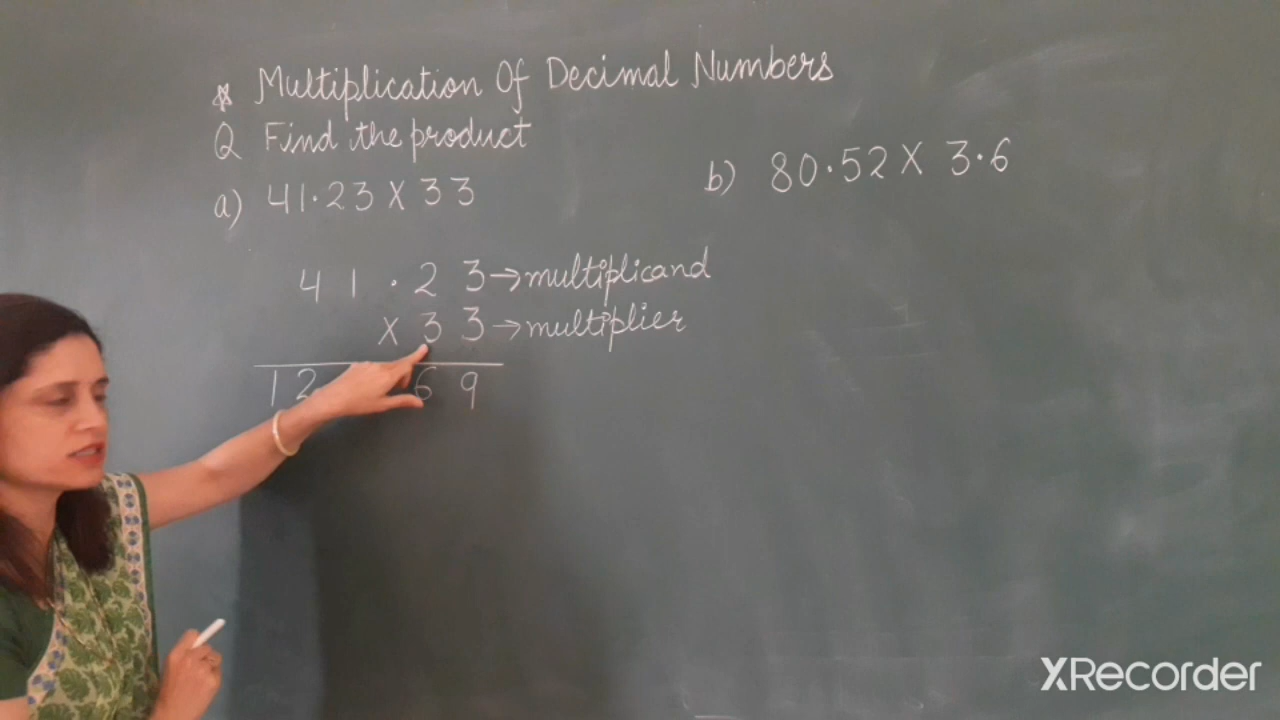 * Multiplication Of Decimal Numbers
Q Find the product
a) 41.23 X 33
b) 80.52 X 3.6
4 1 . 2 3 → multiplicand
X 3 3 → multiplier
1 2 6 9
XRecorder